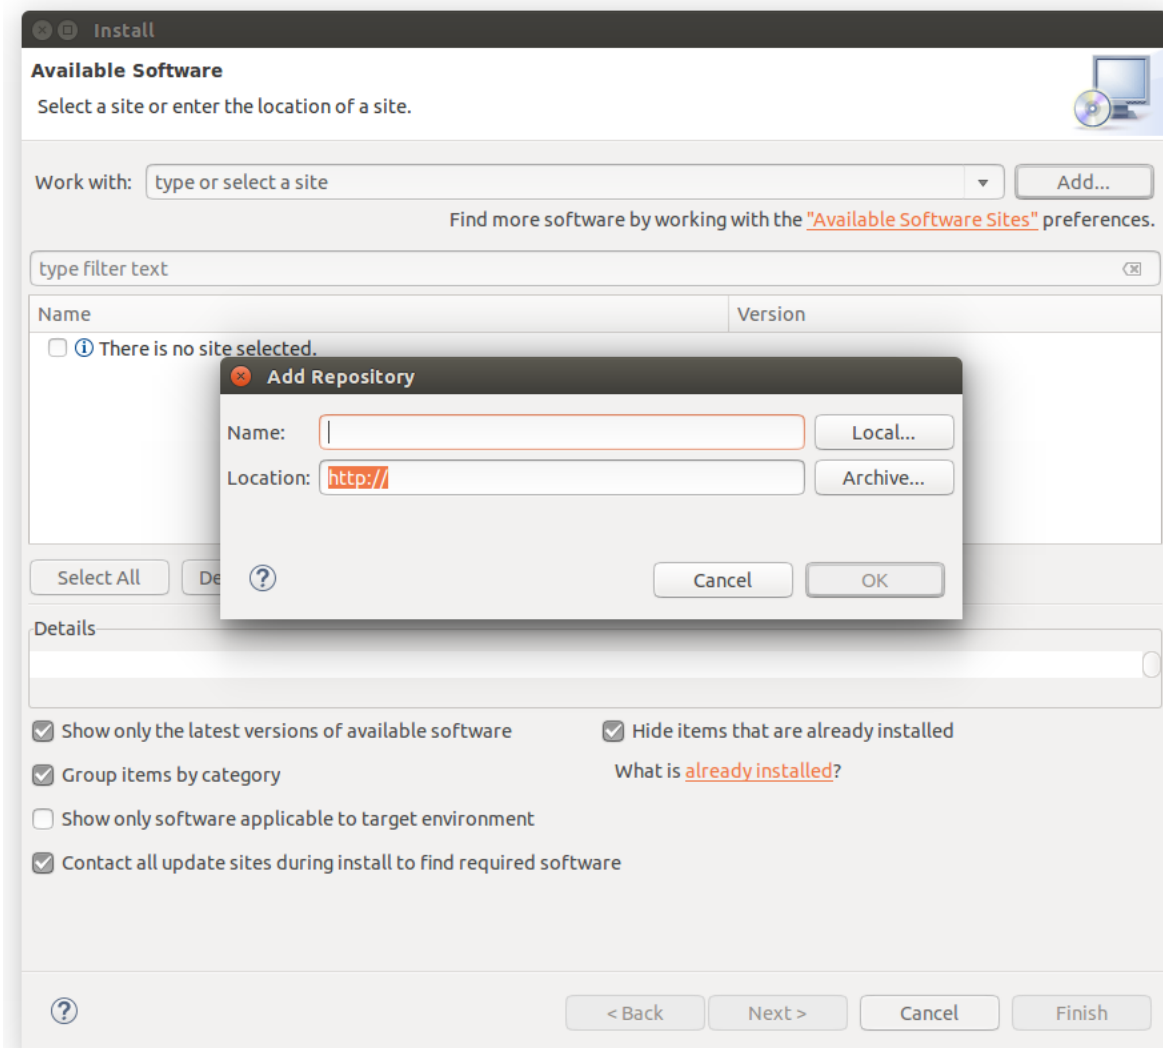 Install
Available Software
Select a site or enter the location of a site.
Work with: type or select a site Add...
Find more software by working with the "Available Software Sites" preferences.
type filter text
Name Version
There is no site selected.
Add Repository
Name: Local...
Location: http:// Archive...
Cancel OK
Select All De
Details
Show only the latest versions of available software Hide items that are already installed
Group items by category What is already installed?
Show only software applicable to target environment
Contact all update sites during install to find required software
< Back Next > Cancel Finish